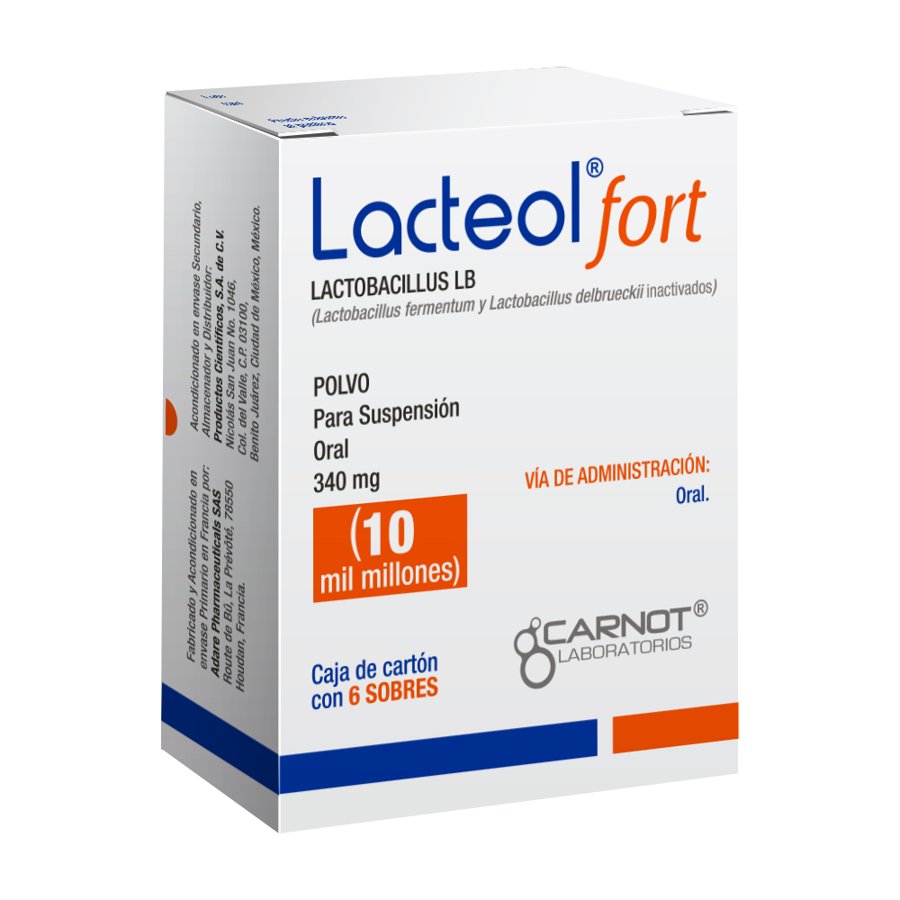 Lacteol® fort
LACTOBACILLUS LB
(Lactobacillus fermentum y Lactobacillus delbrueckii inactivados)
POLVO
Para Suspensión
Oral
340 mg
(10
mil millones)
VÍA DE ADMINISTRACIÓN:
Oral.
CARNOT®
LABORATORIOS
Caja de cartón
con 6 SOBRES
Acondicionado en envase Secundario,
Almacenador y Distribuidor:
Productos Científicos, S.A. de C.V.
Nicolás San Juan No. 1046,
Col. del Valle, C.P. 03100,
Benito Juárez, Ciudad de México, México.
Fabricado y Acondicionado en
envase Primario en Francia por:
Adare Pharmaceuticals SAS
Route de Bû, La Prévôté, 78550
Houdan, Francia.